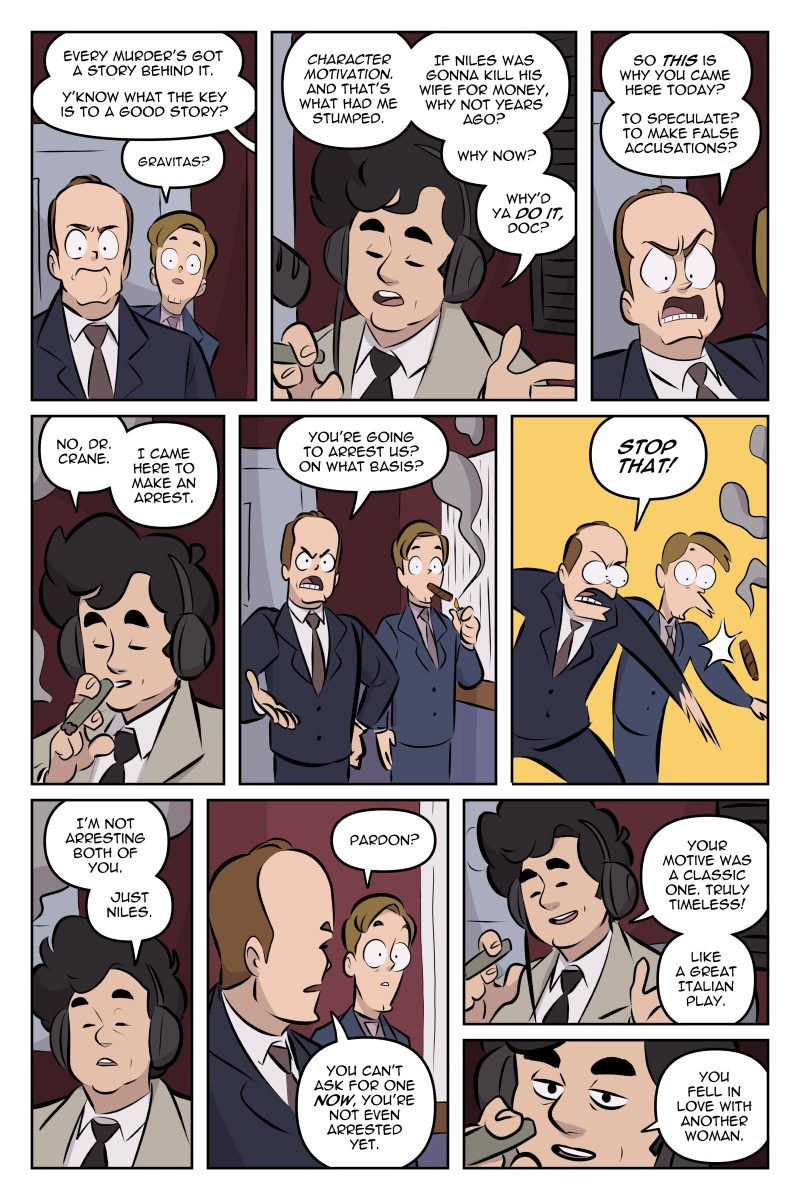 EVERY MURDER'S GOT
A STORY BEHIND IT.
Y'KNOW WHAT THE KEY
IS TO A GOOD STORY?
GRAVITAS?
CHARACTER
MOTIVATION.
AND THAT'S
WHAT HAD ME
STUMPED.
IF NILES WAS
GONNA KILL HIS
WIFE FOR MONEY,
WHY NOT YEARS
AGO?
WHY NOW?
WHY'D
YA DO IT,
DOC?
SO THIS IS
WHY YOU CAME
HERE TODAY?
TO SPECULATE?
TO MAKE FALSE
ACCUSATIONS?
NO, DR.
CRANE.
I CAME
HERE TO
MAKE AN
ARREST.
YOU'RE GOING
TO ARREST US?
ON WHAT BASIS?
STOP
THAT!
I'M NOT
ARRESTING
BOTH OF
YOU.
JUST
NILES.
PARDON?
YOU CAN'T
ASK FOR ONE
NOW, YOU'RE
NOT EVEN
ARRESTED
YET.
YOUR
MOTIVE WAS
A CLASSIC
ONE. TRULY
TIMELESS!
LIKE
A GREAT
ITALIAN
PLAY.
YOU
FELL IN
LOVE WITH
ANOTHER
WOMAN.